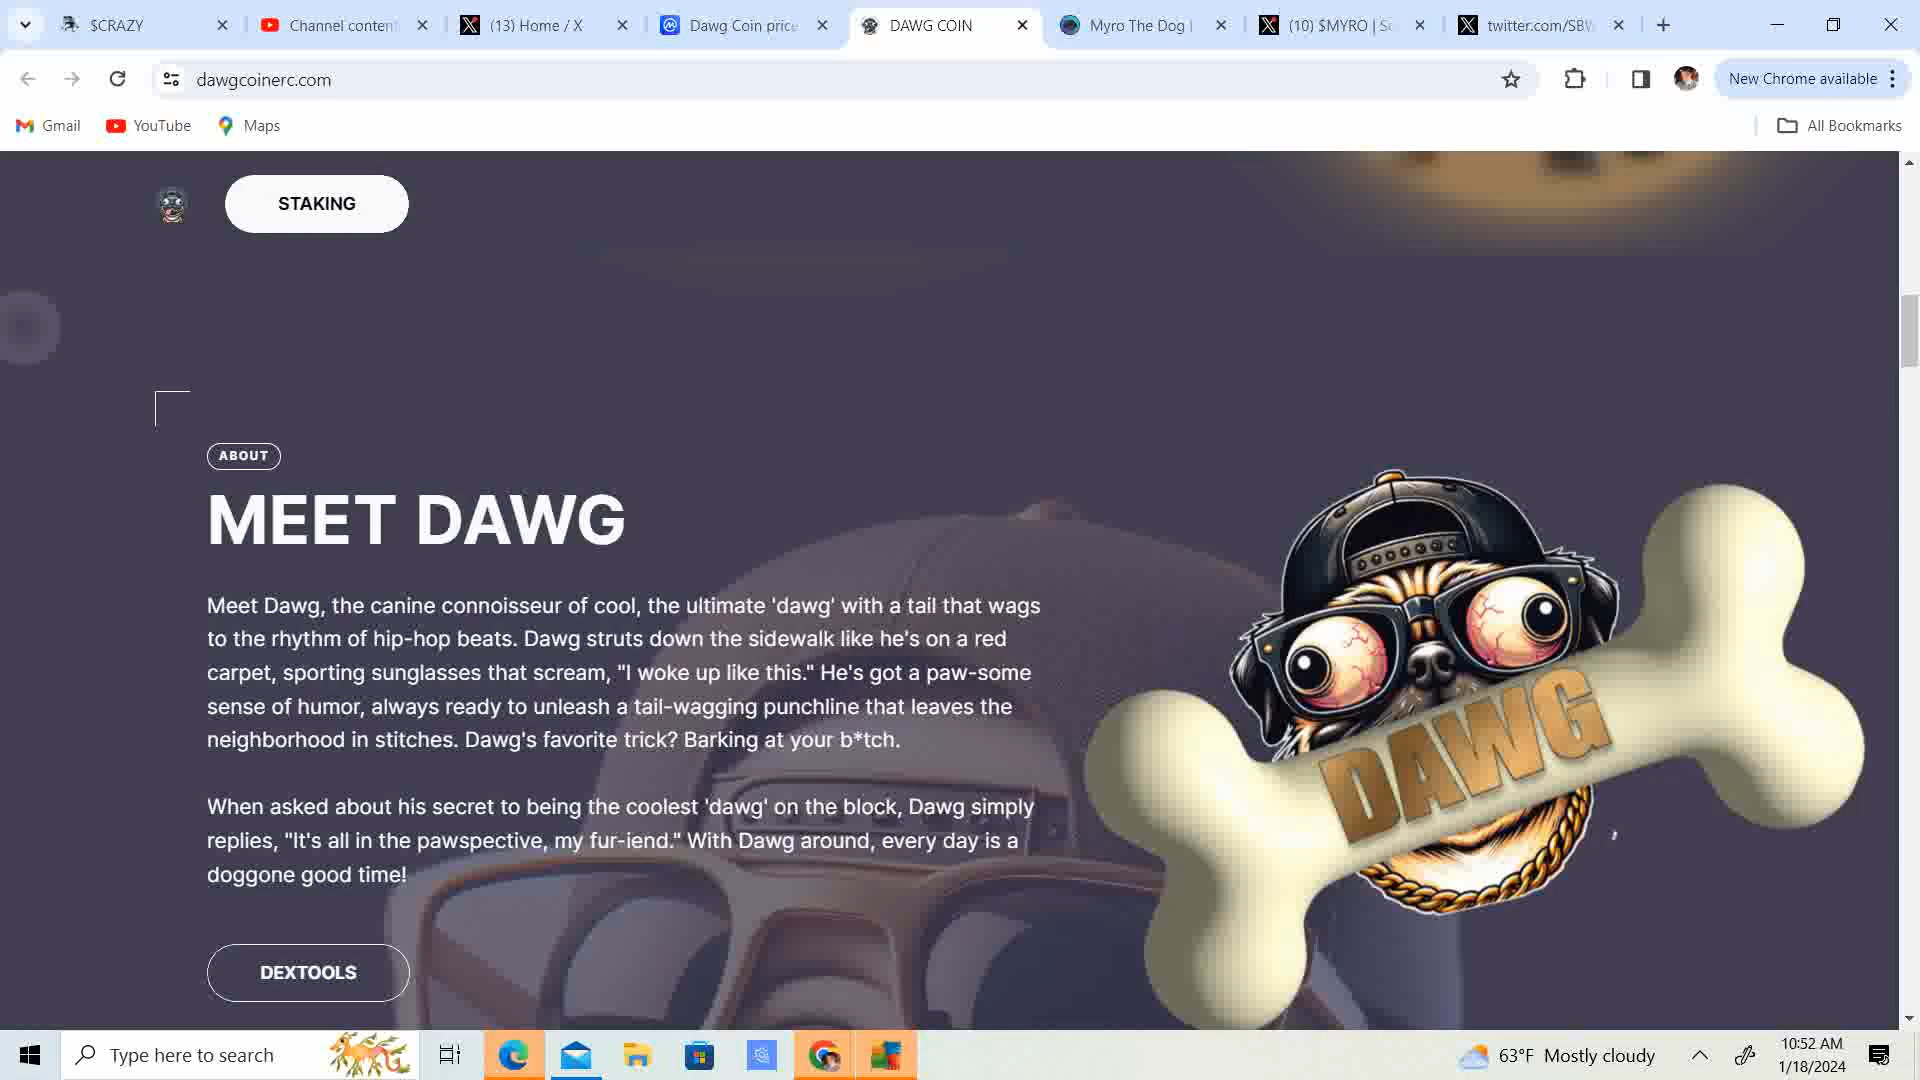 $CRAZY
Channel content
(13) Home / X
Dawg Coin price
DAWG COIN
Myro The Dog |
(10) $MYRO | So
twitter.com/SBW
dawgcoinerc.com
New Chrome available
Gmail
YouTube
Maps
All Bookmarks
STAKING
ABOUT
MEET DAWG
Meet Dawg, the canine connoisseur of cool, the ultimate 'dawg' with a tail that wags
to the rhythm of hip-hop beats. Dawg struts down the sidewalk like he's on a red
carpet, sporting sunglasses that scream, "I woke up like this." He's got a paw-some
sense of humor, always ready to unleash a tail-wagging punchline that leaves the
neighborhood in stitches. Dawg's favorite trick? Barking at your b*tch.
When asked about his secret to being the coolest 'dawg' on the block, Dawg simply
replies, "It's all in the pawspective, my fur-iend." With Dawg around, every day is a
doggone good time!
DAWG
DEXTOOLS
Type here to search
63°F Mostly cloudy
10:52 AM
1/18/2024